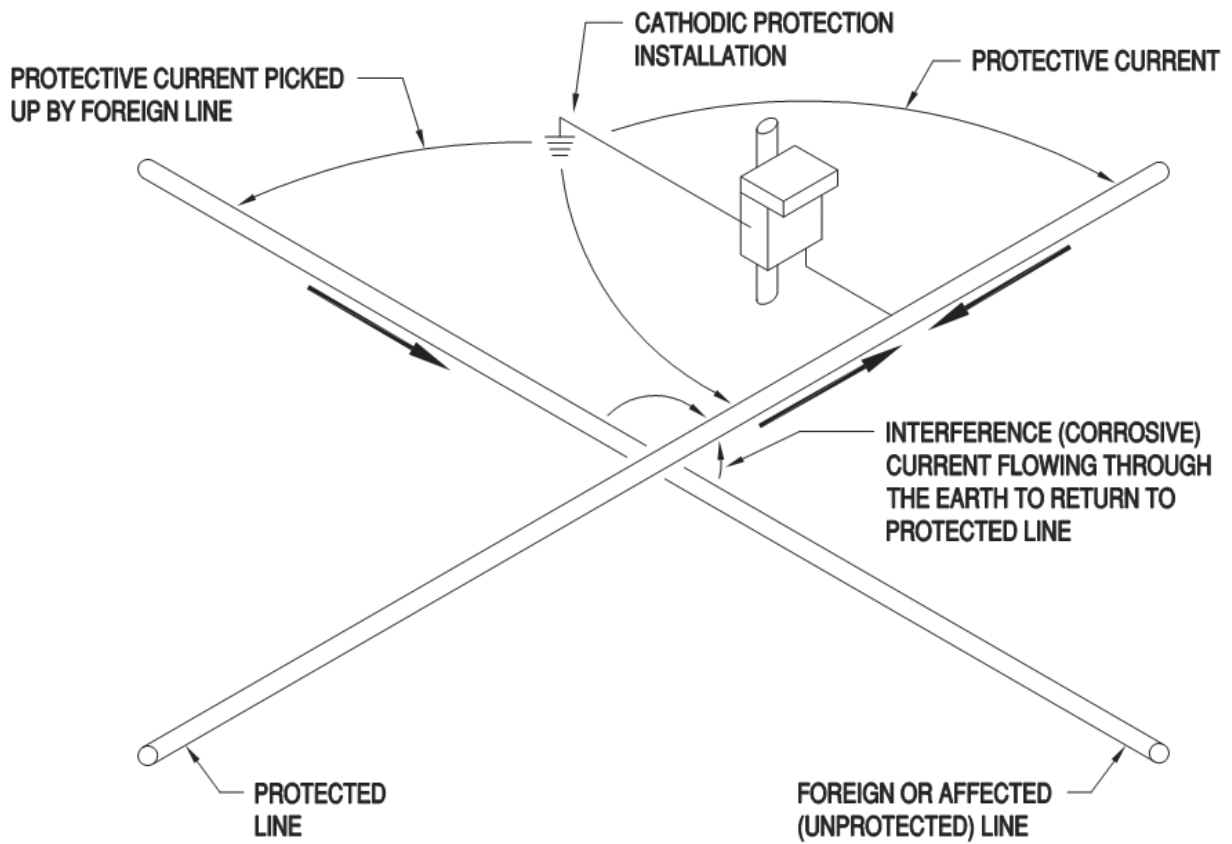 CATHODIC PROTECTION
INSTALLATION
PROTECTIVE CURRENT PICKED
UP BY FOREIGN LINE
PROTECTIVE CURRENT
INTERFERENCE (CORROSIVE)
CURRENT FLOWING THROUGH
THE EARTH TO RETURN TO
PROTECTED LINE
PROTECTED
LINE
FOREIGN OR AFFECTED
(UNPROTECTED) LINE